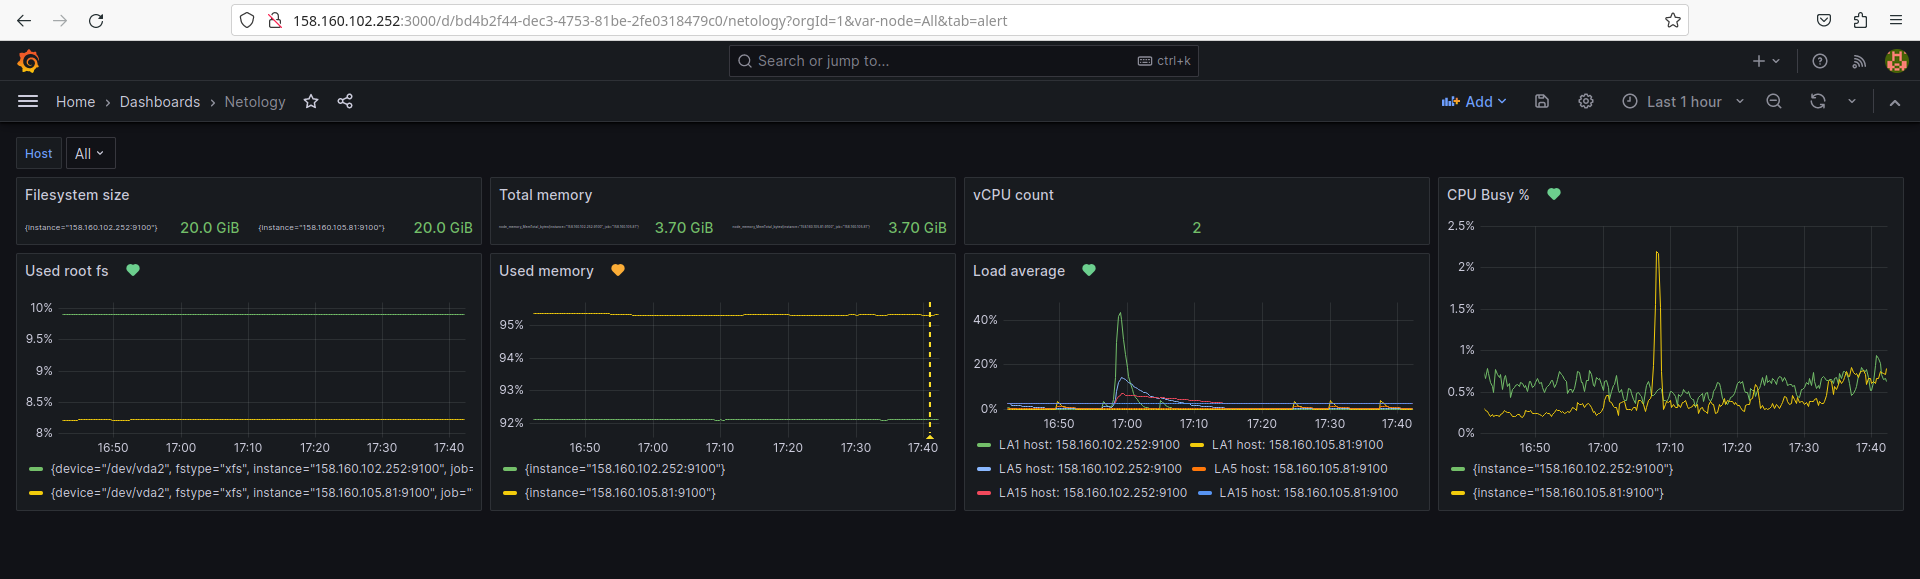 158.160.102.252:3000/d/bd4b2f44-dec3-4753-81be-2fe0318479c0/netology?orgId=1&var-node=All&tab=alert
Search or jump to... ctrl+k
Home › Dashboards › Netology
Add
Last 1 hour
Host All
Filesystem size
{instance="158.160.102.252:9100"} 20.0 GiB {instance="158.160.105.81:9100"} 20.0 GiB
Total memory
3.70 GiB 3.70 GiB
vCPU count
2
CPU Busy %
2.5%
2%
1.5%
1%
0.5%
0%
16:50 17:00 17:10 17:20 17:30 17:40
{instance="158.160.102.252:9100"}
{instance="158.160.105.81:9100"}
Used root fs
10%
9.5%
9%
8.5%
8%
16:50 17:00 17:10 17:20 17:30 17:40
{device="/dev/vda2", fstype="xfs", instance="158.160.102.252:9100", job=
{device="/dev/vda2", fstype="xfs", instance="158.160.105.81:9100", job="
Used memory
95%
94%
93%
92%
16:50 17:00 17:10 17:20 17:30 17:40
{instance="158.160.102.252:9100"}
{instance="158.160.105.81:9100"}
Load average
40%
20%
0%
16:50 17:00 17:10 17:20 17:30 17:40
LA1 host: 158.160.102.252:9100 LA1 host: 158.160.105.81:9100
LA5 host: 158.160.102.252:9100 LA5 host: 158.160.105.81:9100
LA15 host: 158.160.102.252:9100 LA15 host: 158.160.105.81:9100